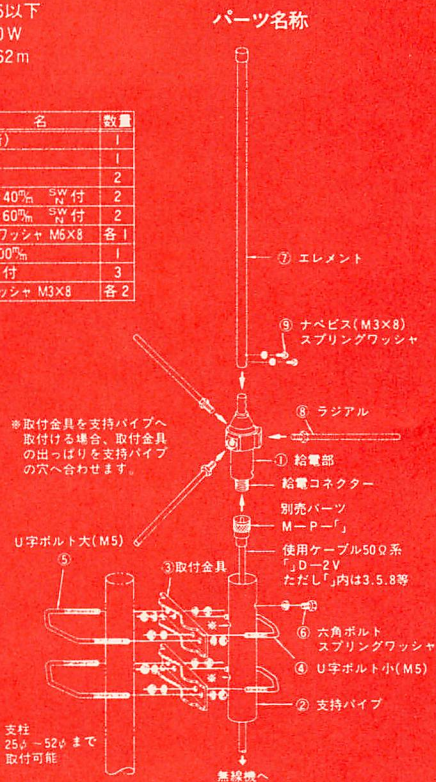 以下
W
62m
パーツ名称
名 数量
1
1
2
40m/m SW N 付 2
60m/m SW N 付 2
ワッシャ M6×8 各1
00m/m 1
付 3
ッシャ M3×8 各2
⑦ エレメント
⑨ ナベビス(M3×8)
スプリングワッシャ
⑧ ラジアル
※取付金具を支持パイプへ
取付ける場合、取付金具
の出っぱりを支持パイプ
の穴へ合わせます。
① 給電部
給電コネクター
別売パーツ
M-P-「」
使用ケーブル50Ω系
「」D-2V
ただし「」内は3.5.8等
U字ボルト大(M5)
⑤
③取付金具
※
※
⑥ 六角ボルト
スプリングワッシャ
④ U字ボルト小(M5)
② 支持パイプ
支柱
25φ~52φまで
取付可能
無線機へ